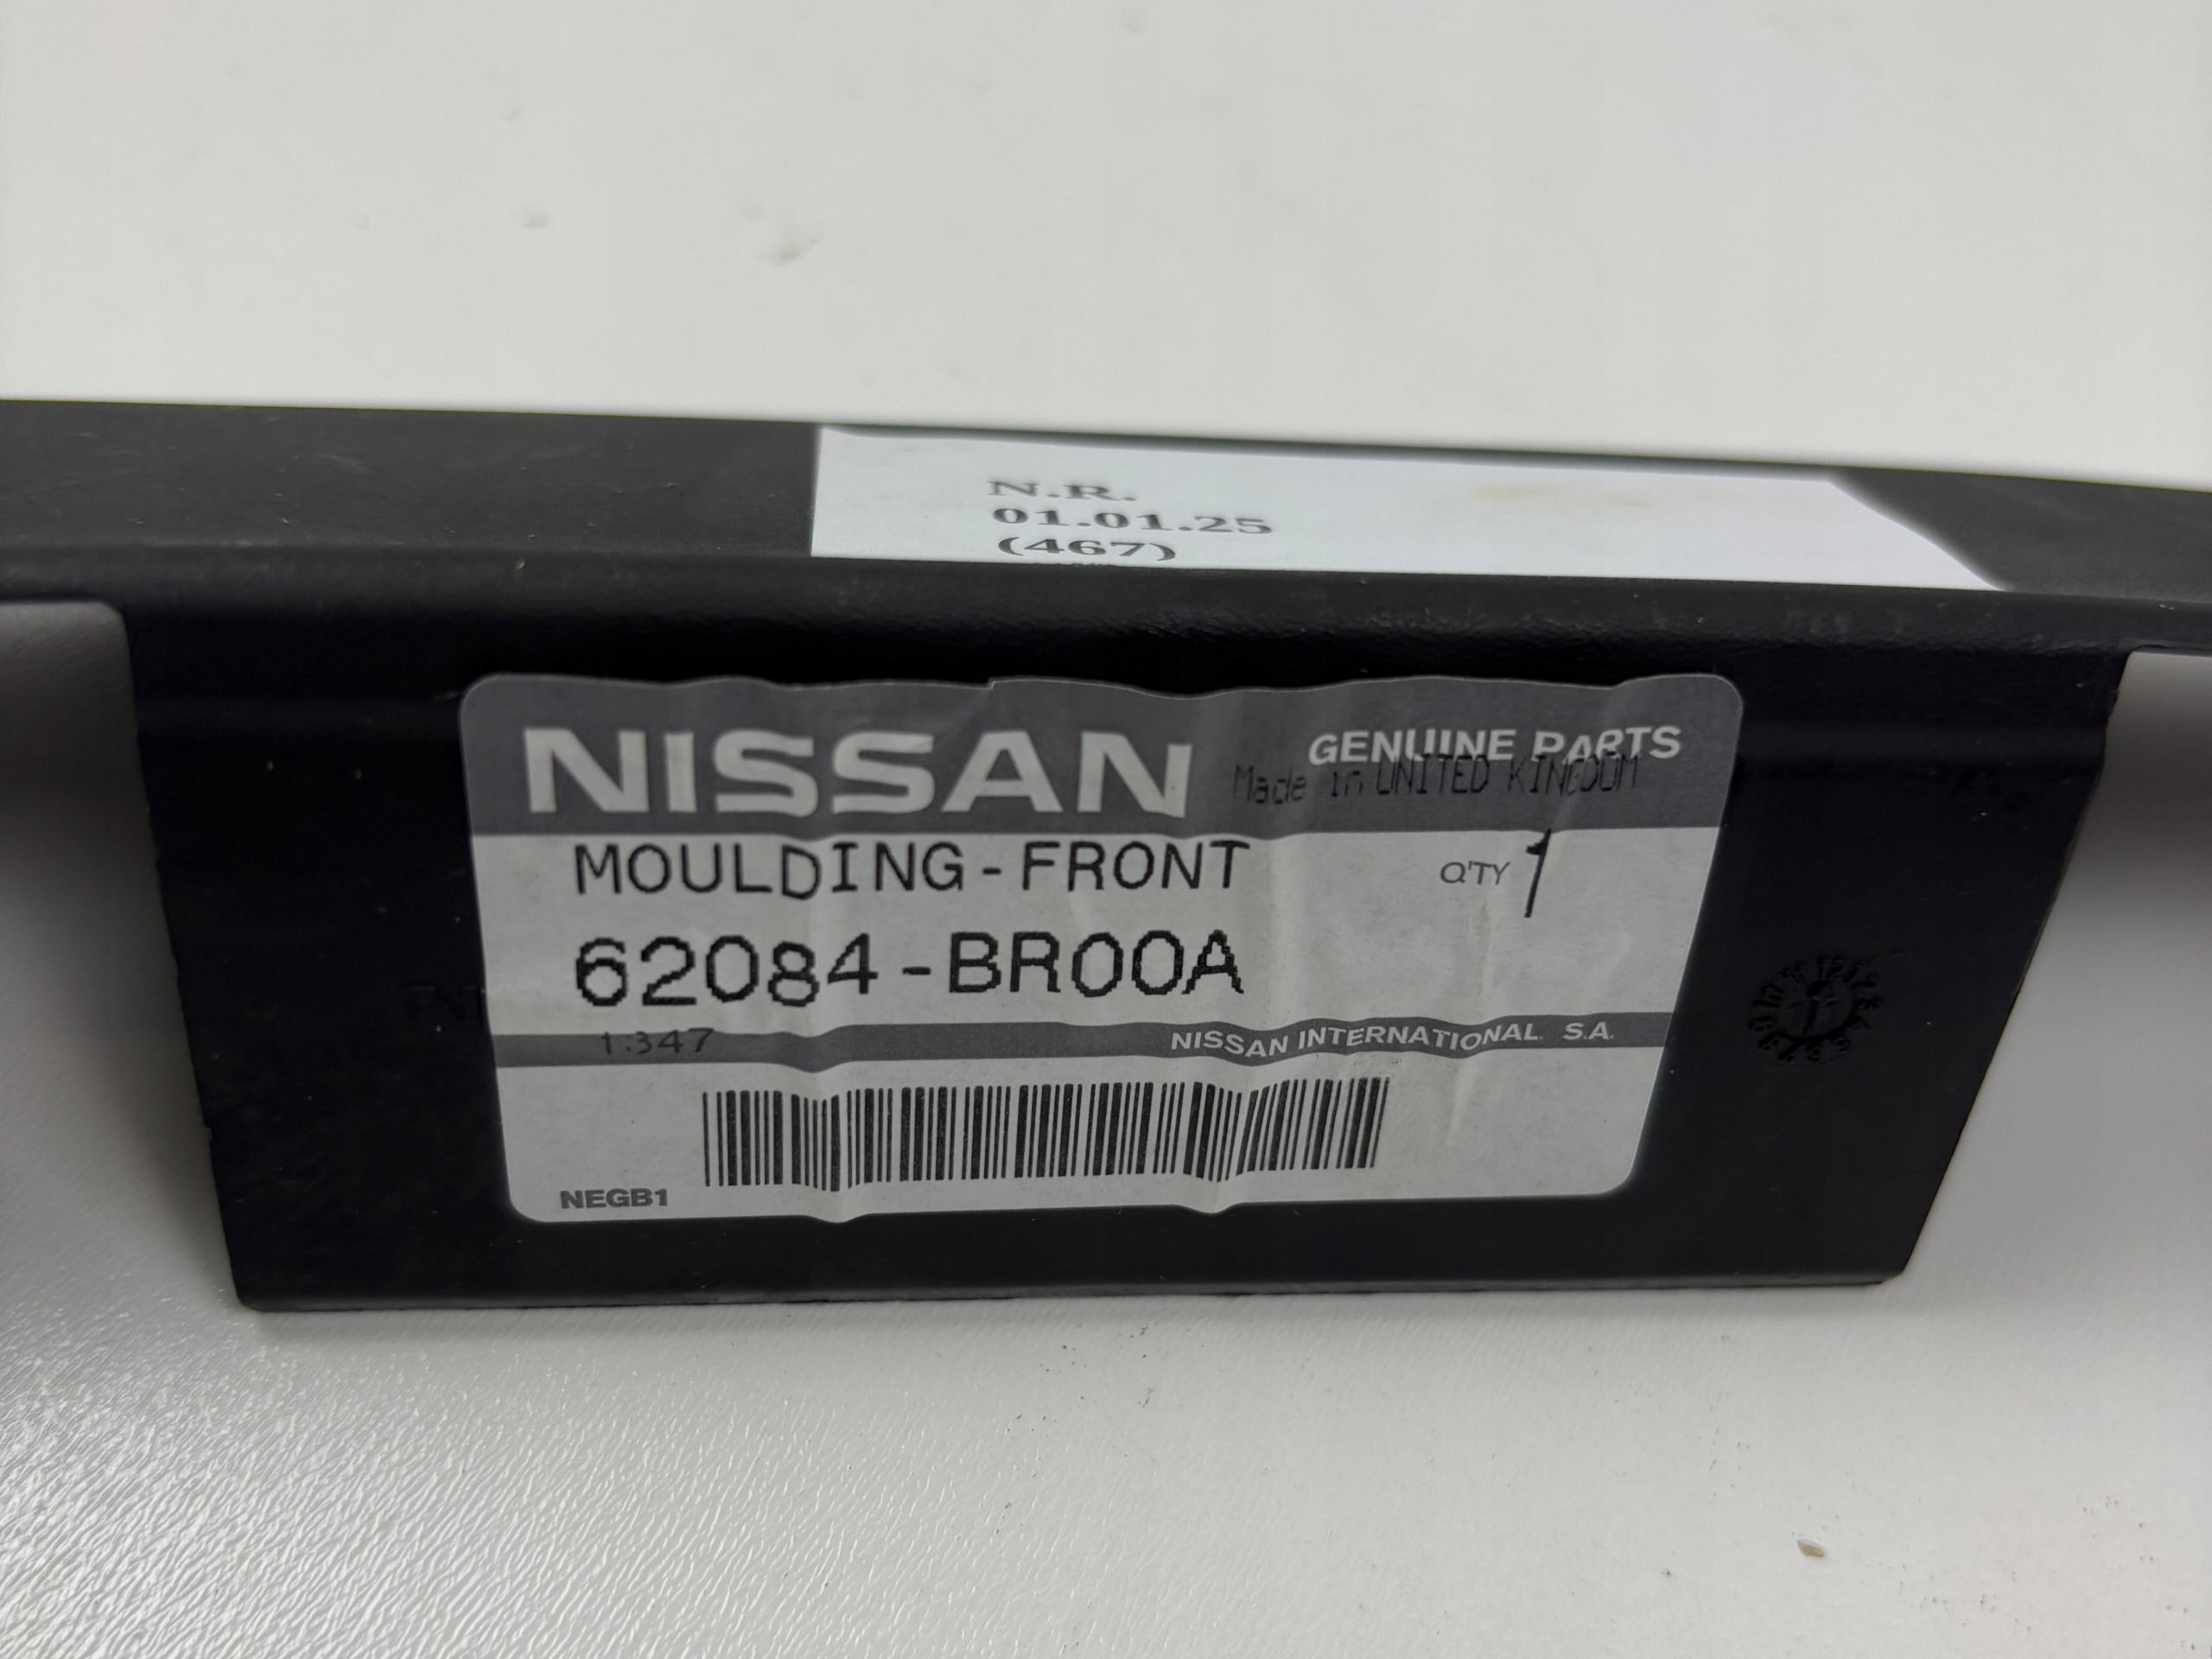 N.R.
01.01.25
(467)
NISSAN
GENUINE PARTS
Made in UNITED KINGDOM
MOULDING-FRONT
Q'TY 1
62084-BR00A
1:347
NISSAN INTERNATIONAL S.A.
NEGB1